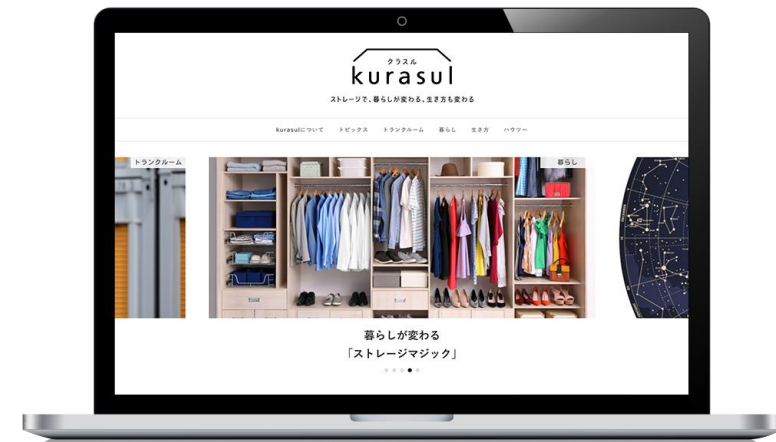 クラスル
kurasul
ストレージで、暮らしが変わる、生き方も変わる
kurasulについて トピックス トランクルーム 暮らし 生き方 ハウツー
トランクルーム
暮らし
暮らしが変わる
「ストレージマジック」